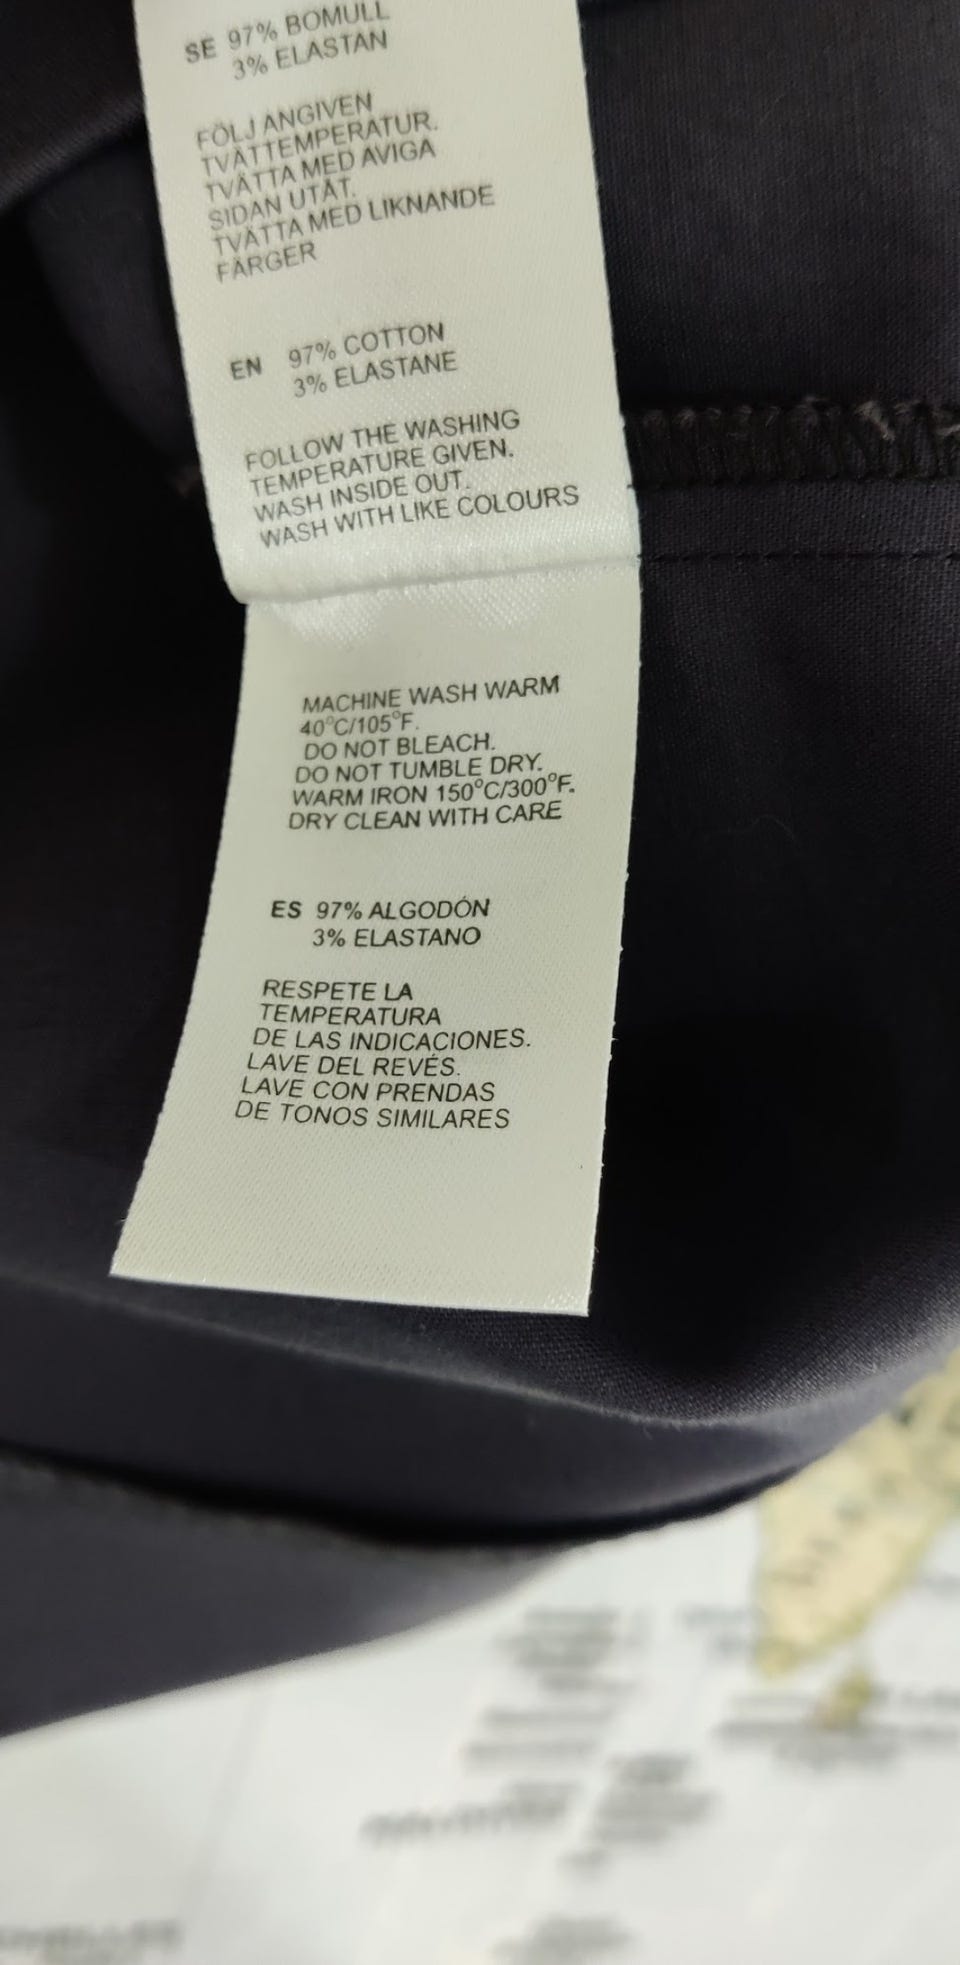 SE 97% BOMULL
3% ELASTAN
FÖLJ ANGIVEN
TVÄTTEMPERATUR.
TVÄTTA MED AVIGA
SIDAN UTÅT.
TVÄTTA MED LIKNANDE
FÄRGER
EN 97% COTTON
3% ELASTANE
FOLLOW THE WASHING
TEMPERATURE GIVEN.
WASH INSIDE OUT.
WASH WITH LIKE COLOURS
MACHINE WASH WARM
40°C/105°F.
DO NOT BLEACH.
DO NOT TUMBLE DRY.
WARM IRON 150°C/300°F.
DRY CLEAN WITH CARE
ES 97% ALGODÓN
3% ELASTANO
RESPETE LA
TEMPERATURA
DE LAS INDICACIONES.
LAVE DEL REVÉS.
LAVE CON PRENDAS
DE TONOS SIMILARES